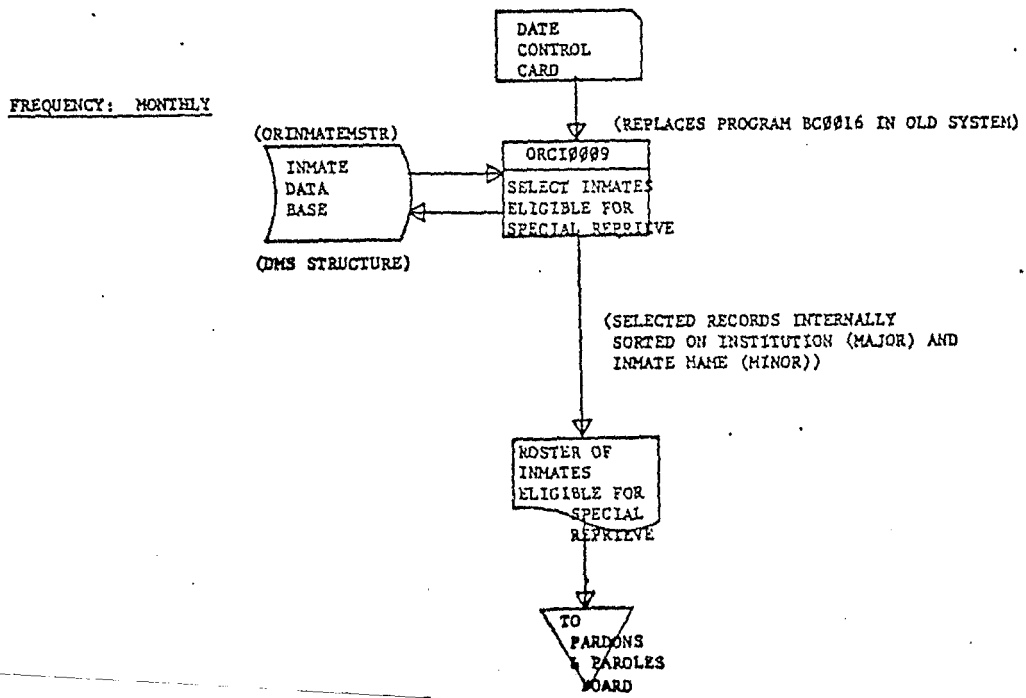 DATE
CONTROL
CARD
FREQUENCY: MONTHLY
(REPLACES PROGRAM BC0016 IN OLD SYSTEM)
(ORINMATEMSTR)
INMATE
DATA
BASE
(DMS STRUCTURE)
ORCI0009
SELECT INMATES
ELIGIBLE FOR
SPECIAL REPRIEVE
(SELECTED RECORDS INTERNALLY
SORTED ON INSTITUTION (MAJOR) AND
INMATE NAME (MINOR))
ROSTER OF
INMATES
ELIGIBLE FOR
SPECIAL
REPRIEVE
TO
PARDONS
& PAROLES
BOARD